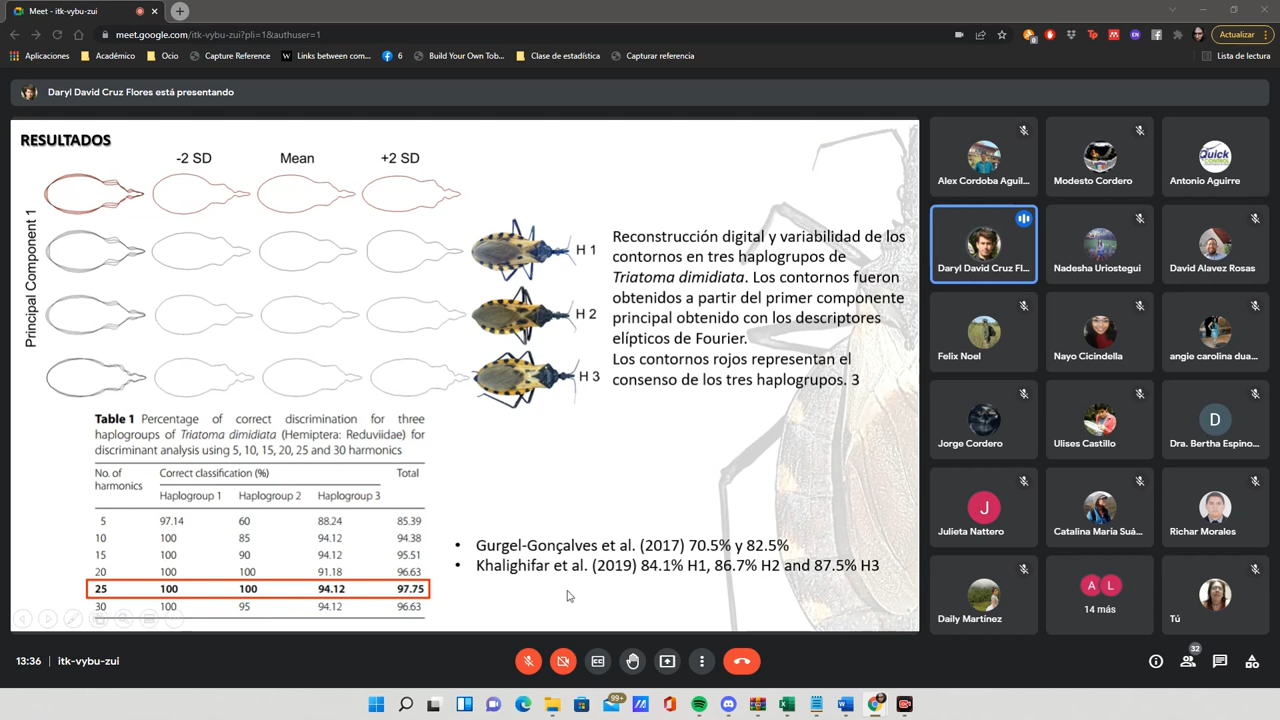 Meet - itk-vybu-zui
meet.google.com/itk-vybu-zui?pli=1&authuser=1
Actualizar
Aplicaciones
Académico
Ocio
Capture Reference
Links between com...
6
Build Your Own Tob...
Clase de estadística
Capturar referencia
Lista de lectura
Daryl David Cruz Flores está presentando
RESULTADOS
-2 SD Mean +2 SD
Principal Component 1
H 1
H 2
H 3
Reconstrucción digital y variabilidad de los
contornos en tres haplogrupos de
Triatoma dimidiata. Los contornos fueron
obtenidos a partir del primer componente
principal obtenido con los descriptores
elípticos de Fourier.
Los contornos rojos representan el
consenso de los tres haplogrupos. 3
Table 1 Percentage of correct discrimination for three
haplogroups of Triatoma dimidiata (Hemiptera: Reduviidae) for
discriminant analysis using 5, 10, 15, 20, 25 and 30 harmonics
No. of Correct classification (%) Total
harmonics
Haplogroup 1 Haplogroup 2 Haplogroup 3
5 97.14 60 88.24 85.39
10 100 85 94.12 94.38
15 100 90 94.12 95.51
20 100 100 91.18 96.63
25 100 100 94.12 97.75
30 100 95 94.12 96.63
• Gurgel-Gonçalves et al. (2017) 70.5% y 82.5%
• Khalighifar et al. (2019) 84.1% H1, 86.7% H2 and 87.5% H3
Alex Cordoba Aguil...
Modesto Cordero
Quick
CONTROL
Antonio Aguirre
Daryl David Cruz Fl...
Nadesha Uriostegui
David Alavez Rosas
Felix Noel
Nayo Cicindella
angie carolina dua...
Jorge Cordero
Ulises Castillo
D
Dra. Bertha Espino...
J
Julieta Nattero
Catalina María Suá...
Richar Morales
Daily Martínez
A L
14 más
Tú
13:36 | itk-vybu-zui
32
99+